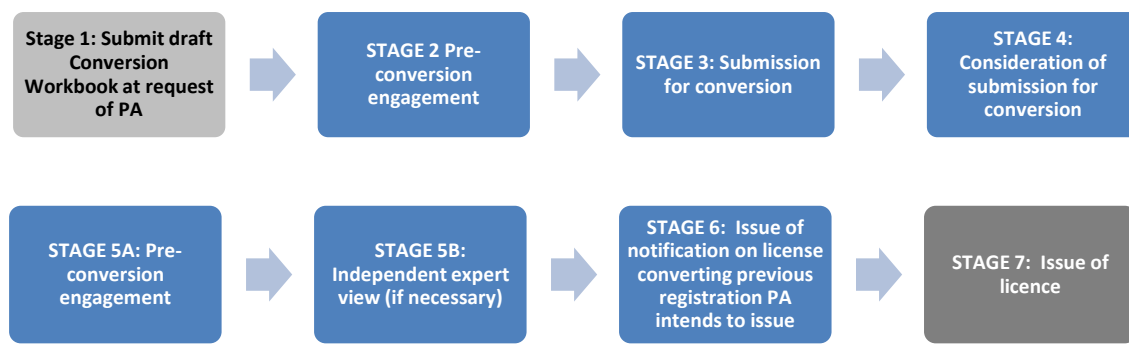 Stage 1: Submit draft
Conversion
Workbook at request
of PA
STAGE 2 Pre-
conversion
engagement
STAGE 3: Submission
for conversion
STAGE 4:
Consideration of
submission for
conversion
STAGE 5A: Pre-
conversion
engagement
STAGE 5B:
Independent expert
view (if necessary)
STAGE 6:  Issue of
notification on license
converting previous
registration PA
intends to issue
STAGE 7:  Issue of
licence